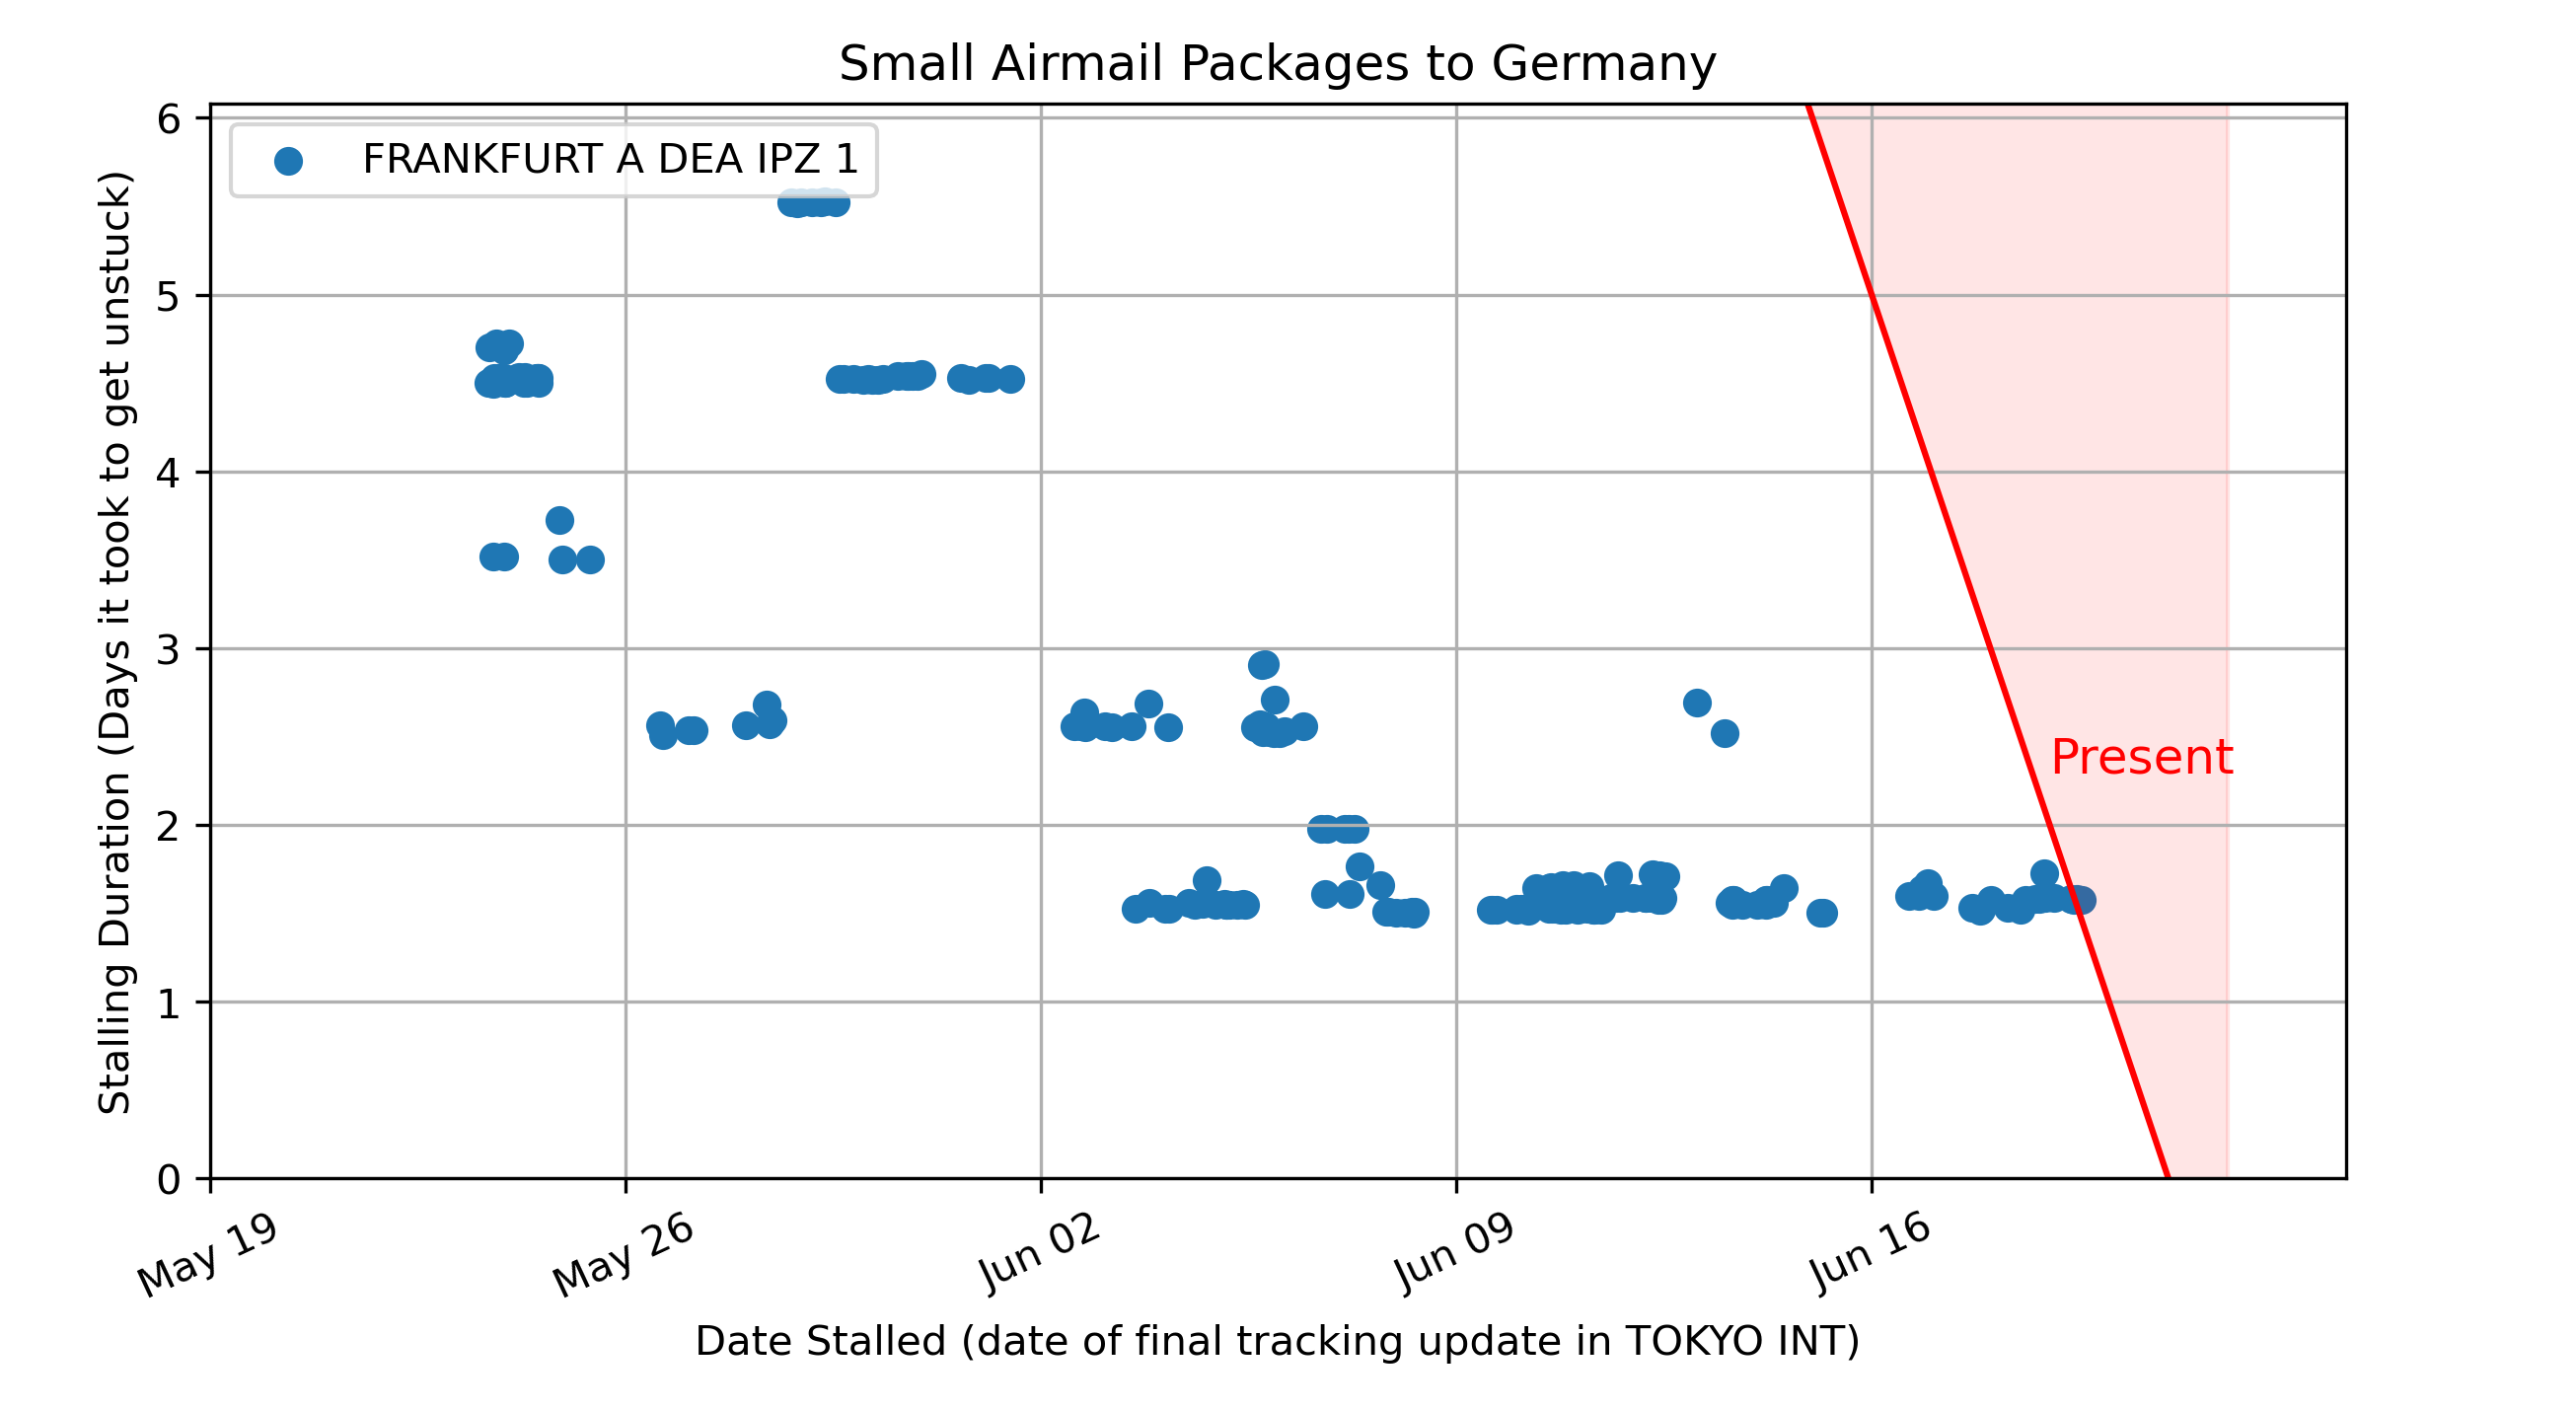 Small Airmail Packages to Germany
FRANKFURT A DEA IPZ 1
Stalling Duration (Days it took to get unstuck)
6
5
4
3
2
1
0
Present
May 19
May 26
Jun 02
Jun 09
Jun 16
Date Stalled (date of final tracking update in TOKYO INT)